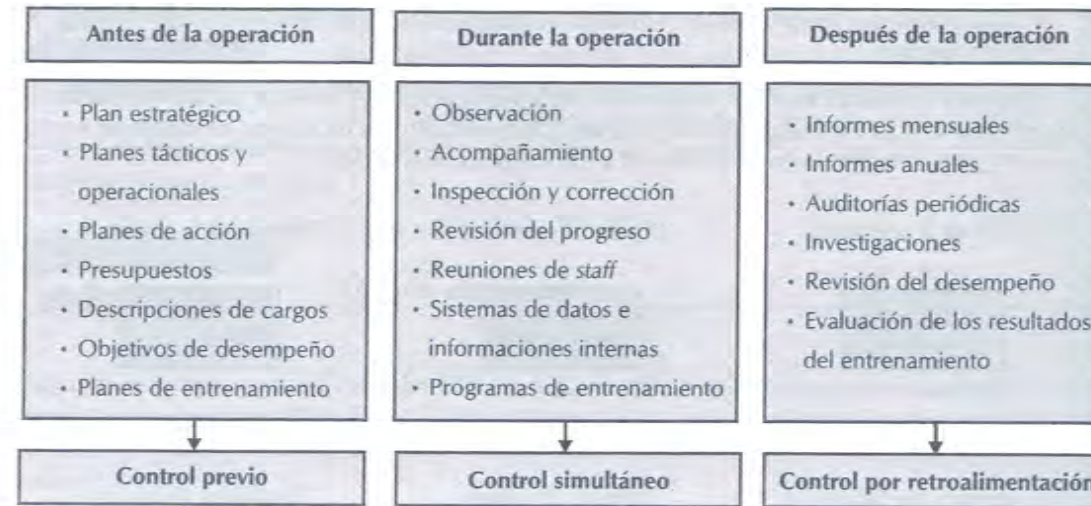 Antes de la operación
• Plan estratégico
• Planes tácticos y
operacionales
• Planes de acción
• Presupuestos
• Descripciones de cargos
• Objetivos de desempeño
• Planes de entrenamiento
Control previo
Durante la operación
• Observación
• Acompañamiento
• Inspección y corrección
• Revisión del progreso
• Reuniones de staff
• Sistemas de datos e
informaciones internas
• Programas de entrenamiento
Control simultáneo
Después de la operación
• Informes mensuales
• Informes anuales
• Auditorías periódicas
• Investigaciones
• Revisión del desempeño
• Evaluación de los resultados
del entrenamiento
Control por retroalimentación